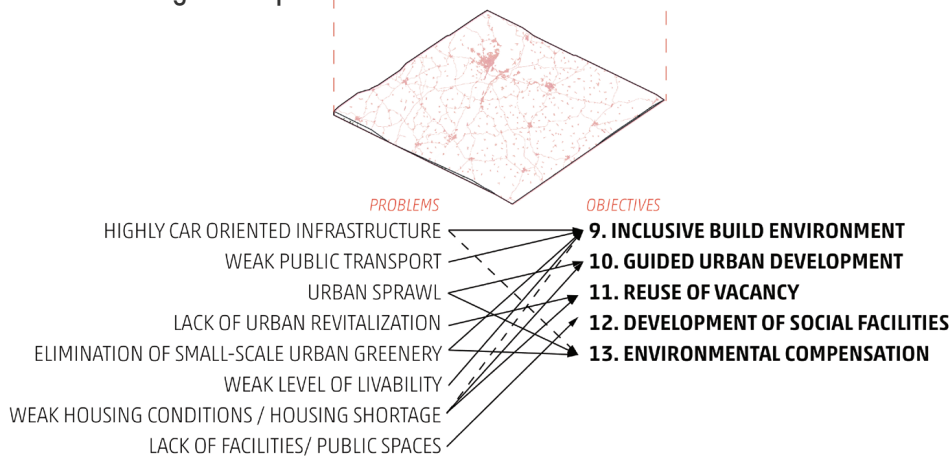 PROBLEMS
OBJECTIVES
HIGHLY CAR ORIENTED INFRASTRUCTURE
9. INCLUSIVE BUILD ENVIRONMENT
WEAK PUBLIC TRANSPORT
10. GUIDED URBAN DEVELOPMENT
URBAN SPRAWL
11. REUSE OF VACANCY
LACK OF URBAN REVITALIZATION
12. DEVELOPMENT OF SOCIAL FACILITIES
ELIMINATION OF SMALL-SCALE URBAN GREENERY
13. ENVIRONMENTAL COMPENSATION
WEAK LEVEL OF LIVABILITY
WEAK HOUSING CONDITIONS / HOUSING SHORTAGE
LACK OF FACILITIES/ PUBLIC SPACES